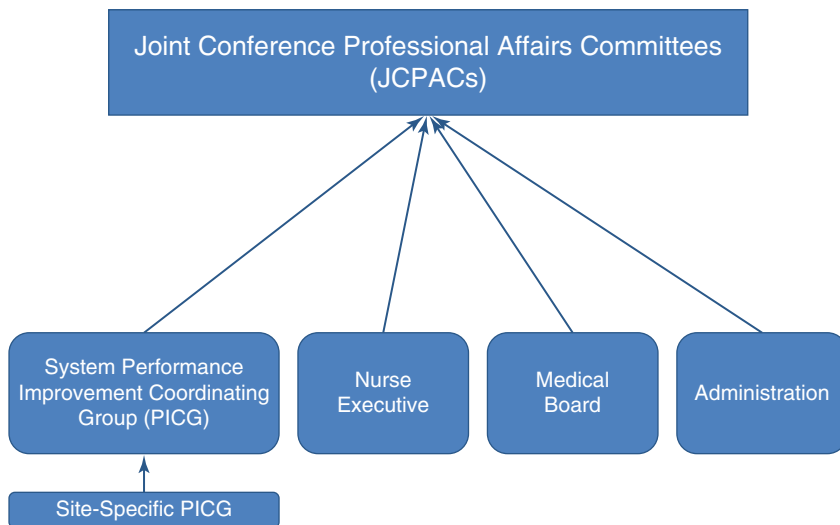 Joint Conference Professional Affairs Committees
(JCPACs)
System Performance
Improvement Coordinating
Group (PICG)
Nurse
Executive
Medical
Board
Administration
Site-Specific PICG